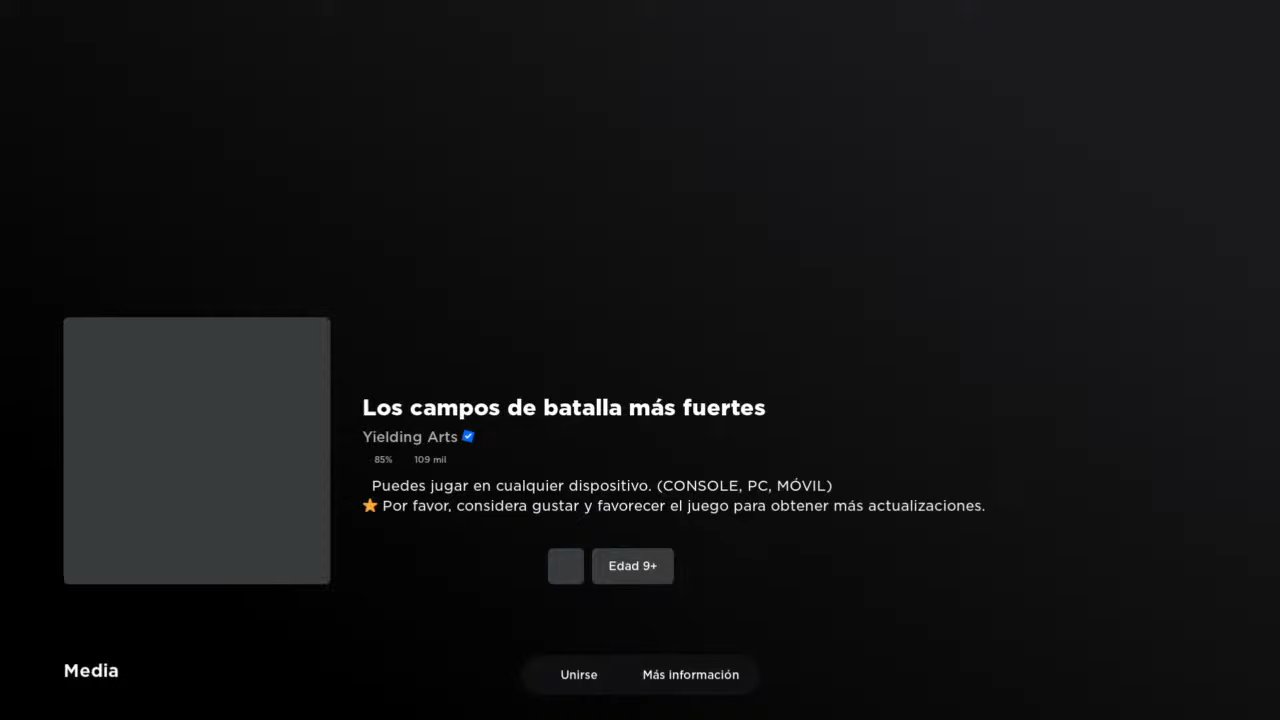 Los campos de batalla más fuertes
Yielding Arts
85% 109 mil
Puedes jugar en cualquier dispositivo. (CONSOLE, PC, MÓVIL)
⭐ Por favor, considera gustar y favorecer el juego para obtener más actualizaciones.
Edad 9+
Media
Unirse Más información